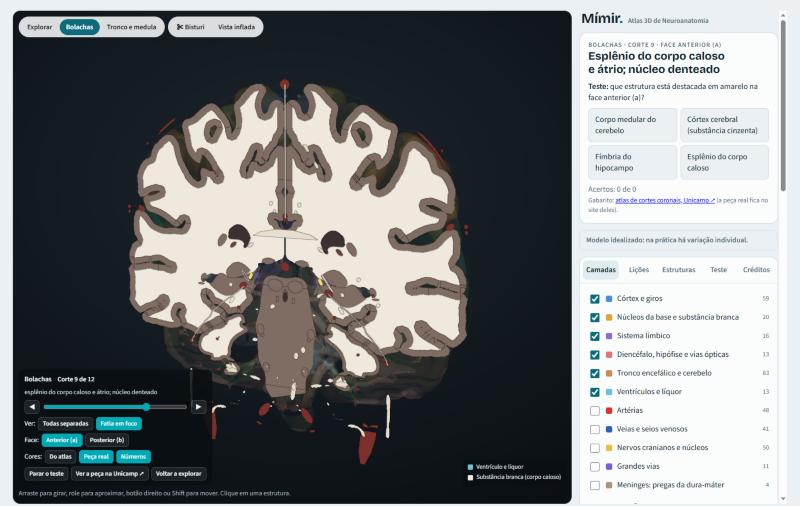 Explorar Bolachas Tronco e medula Bisturi Vista inflada
Mímir. Atlas 3D de Neuroanatomia
BOLACHAS · CORTE 9 · FACE ANTERIOR (A)
Esplênio do corpo caloso
e átrio; núcleo denteado
Teste: que estrutura está destacada em amarelo na
face anterior (a)?
Corpo medular do
cerebelo
Córtex cerebral
(substância cinzenta)
Fímbria do
hipocampo
Esplênio do corpo
caloso
Acertos: 0 de 0
Gabarito: atlas de cortes coronais, Unicamp ↗ (a peça real fica no
site deles).
Modelo idealizado: na prática há variação individual.
Camadas Lições Estruturas Teste Créditos
Córtex e giros 59
Núcleos da base e substância branca 20
Sistema límbico 16
Diencéfalo, hipófise e vias ópticas 13
Tronco encefálico e cerebelo 83
Ventrículos e líquor 13
Artérias 48
Veias e seios venosos 41
Nervos cranianos e núcleos 50
Grandes vias 11
Meninges: pregas da dura-máter 4
Bolachas Corte 9 de 12
esplênio do corpo caloso e átrio; núcleo denteado
Ver: Todas separadas Fatia em foco
Face: Anterior (a) Posterior (b)
Cores: Do atlas Peça real Números
Parar o teste Ver a peça na Unicamp ↗ Voltar a explorar
Ventrículo e líquor
Substância branca (corpo caloso)
Arraste para girar, role para aproximar, botão direito ou Shift para mover. Clique em uma estrutura.